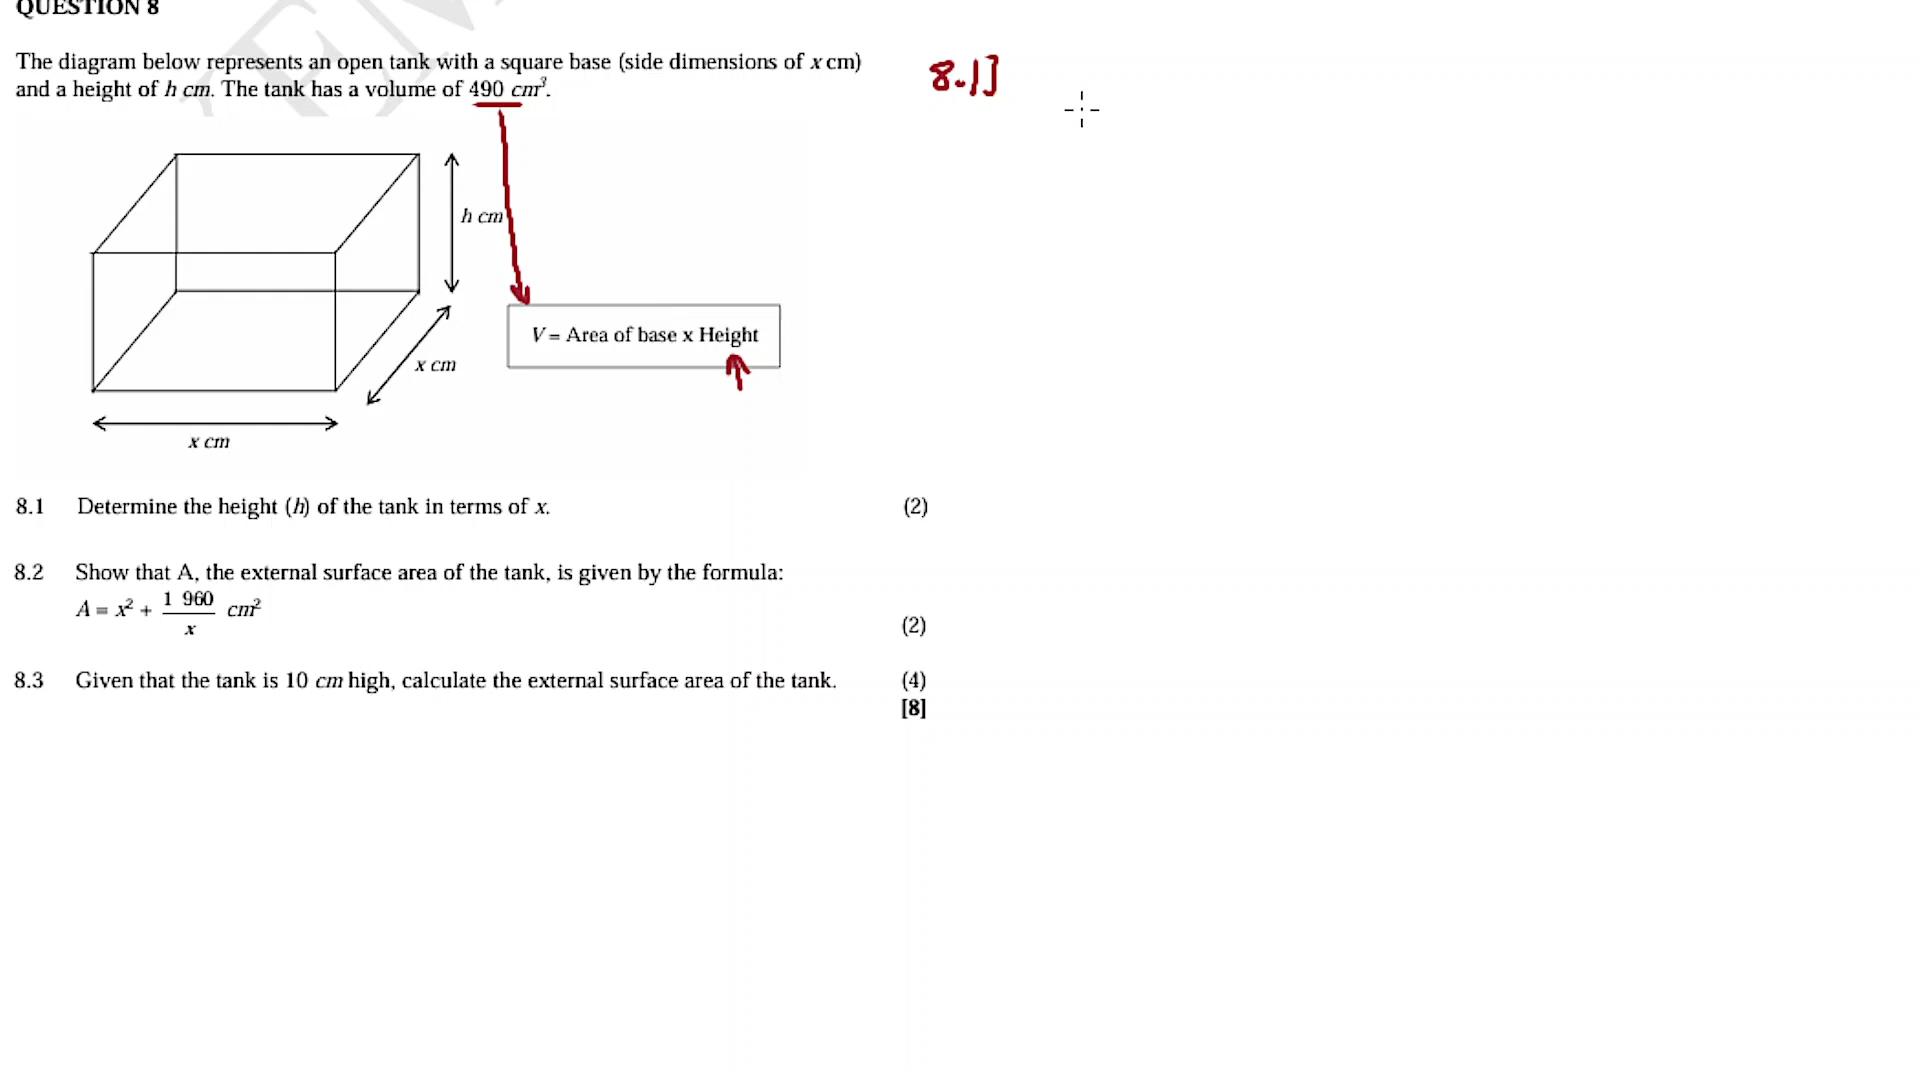 QUESTION 8
The diagram below represents an open tank with a square base (side dimensions of x cm)
and a height of h cm. The tank has a volume of 490 cm³.
8.1]
h cm
V = Area of base x Height
x cm
x cm
8.1 Determine the height (h) of the tank in terms of x. (2)
8.2 Show that A, the external surface area of the tank, is given by the formula:
A = x² + 1 960 / x cm²
(2)
8.3 Given that the tank is 10 cm high, calculate the external surface area of the tank. (4)
[8]